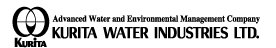 Advanced Water and Environmental Management Company
KURITA WATER INDUSTRIES LTD.
KURITA